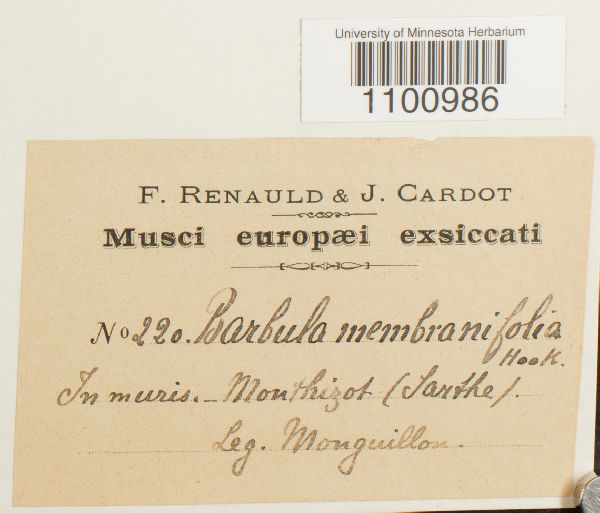 University of Minnesota Herbarium
1100986
F. RENAULD & J. CARDOT
Musci europæi exsiccati
No 220. Barbula membranifolia
Hook.
In muris. - Monthizot (Sarthe).
Leg. Monguillon.